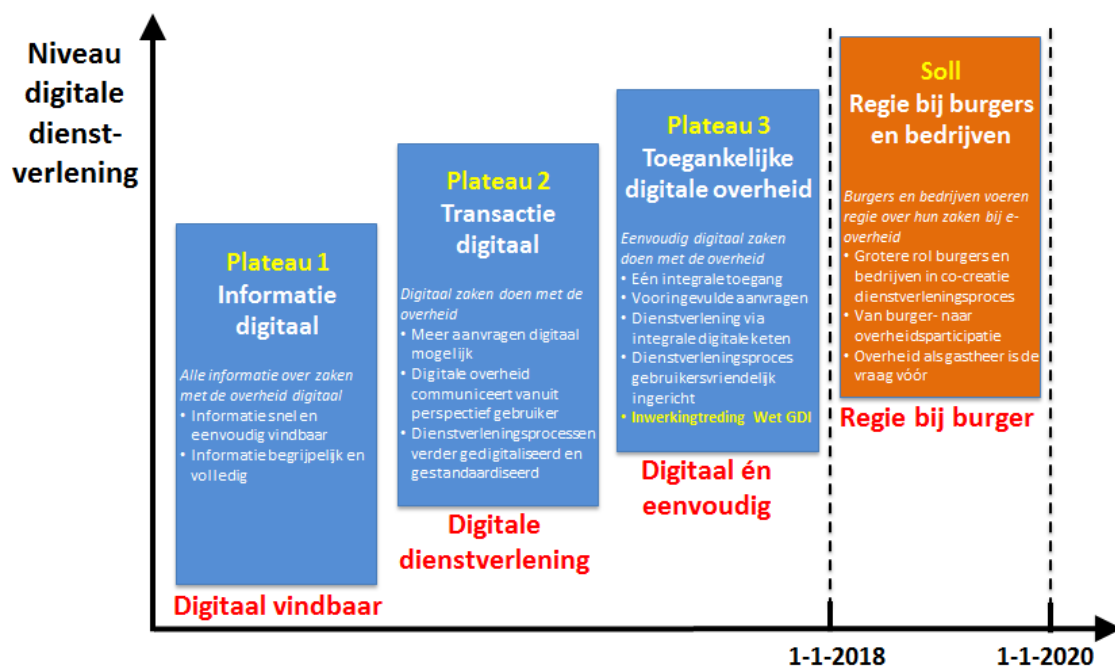 Niveau
digitale
dienst-
verlening
Plateau 1
Informatie
digitaal
Alle informatie over zaken
met de overheid digitaal
• Informatie snel en
eenvoudig vindbaar
• Informatie begrijpelijk en
volledig
Digitaal vindbaar
Plateau 2
Transactie
digitaal
Digitaal zaken doen met de
overheid
• Meer aanvragen digitaal
mogelijk
• Digitale overheid
communiceert vanuit
perspectief gebruiker
• Dienstverleningsprocessen
verder gedigitaliseerd en
gestandaardiseerd
Digitale
dienstverlening
Plateau 3
Toegankelijke
digitale overheid
Eenvoudig digitaal zaken
doen met de overheid
• Eén integrale toegang
• Vooringevulde aanvragen
• Dienstverlening via
integrale digitale keten
• Dienstverleningsproces
gebruikersvriendelijk
ingericht
• Inwerkingtreding Wet GDI
Digitaal én
eenvoudig
Soll
Regie bij burgers
en bedrijven
Burgers en bedrijven voeren
regie over hun zaken bij e-
overheid
• Grotere rol burgers en
bedrijven in co-creatie
dienstverleningsproces
• Van burger- naar
overheidsparticipatie
• Overheid als gastheer is de
vraag vóór
Regie bij burger
1-1-2018
1-1-2020